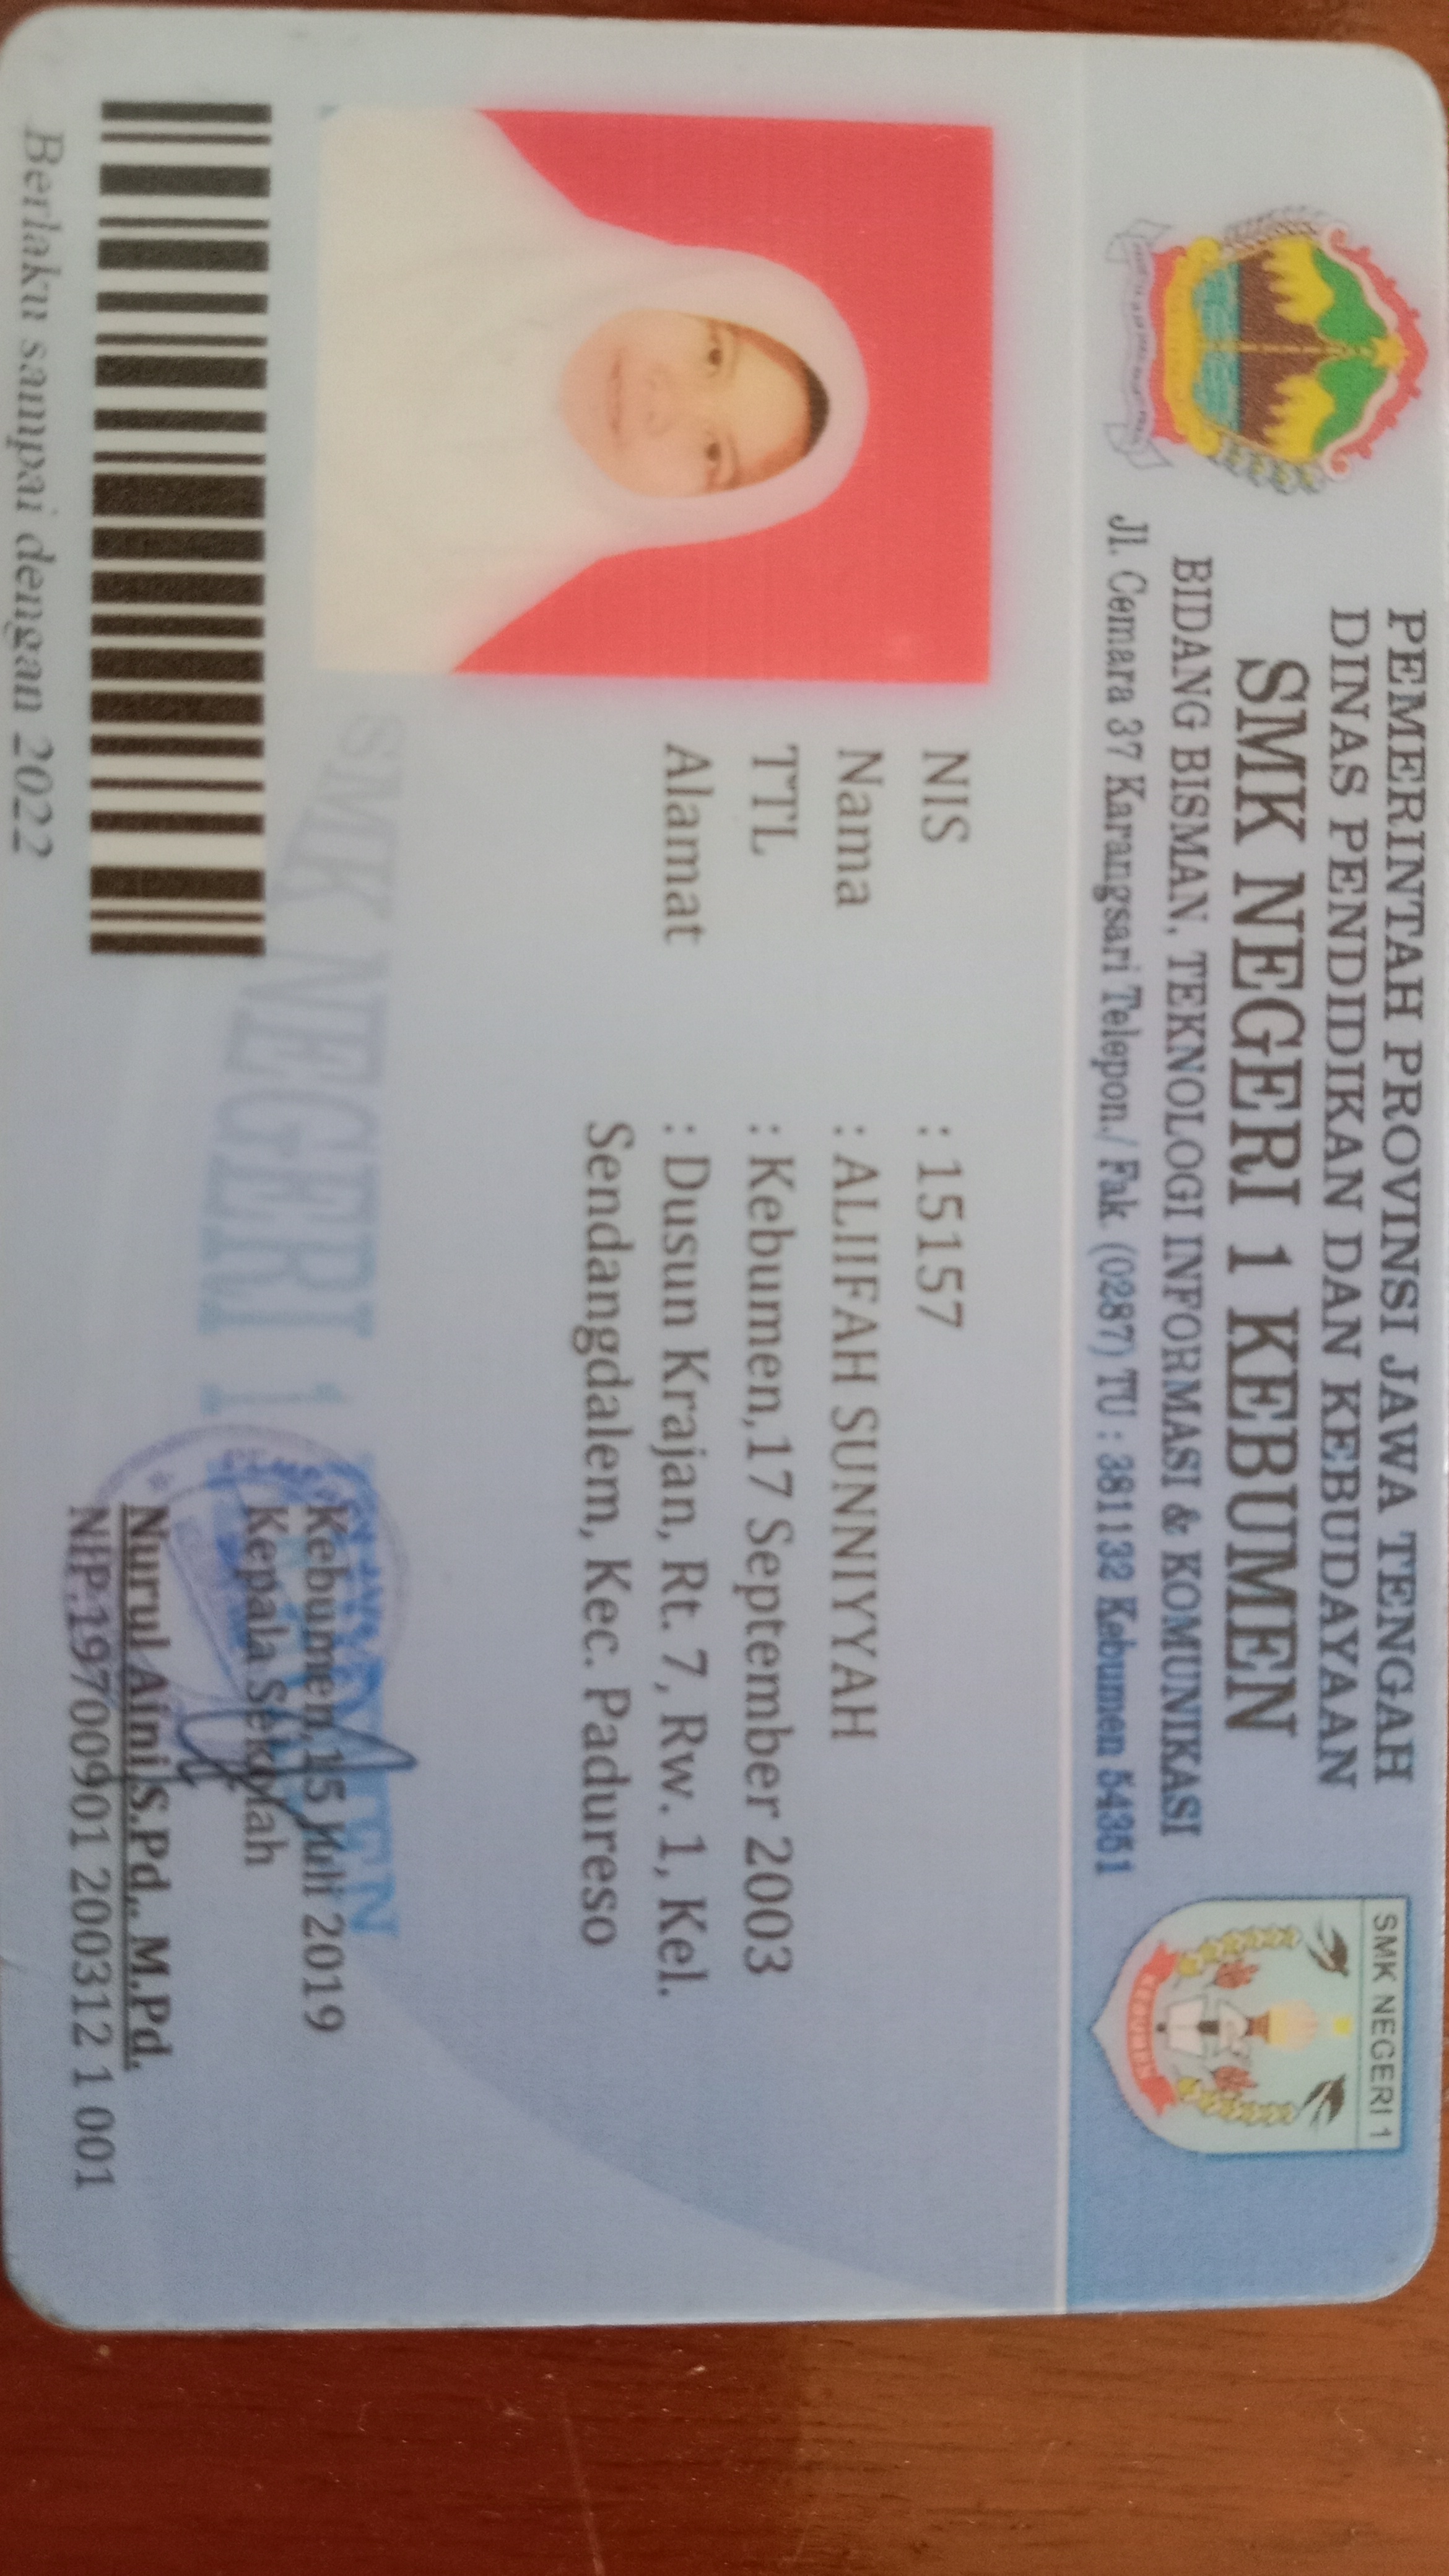 PEMERINTAH PROVINSI JAWA TENGAH
DINAS PENDIDIKAN DAN KEBUDAYAAN
SMK NEGERI 1 KEBUMEN
BIDANG BISMAN, TEKNOLOGI INFORMASI & KOMUNIKASI
Jl. Cemara 37 Karangsari Telepon./ Fak. (0287) TU : 381132 Kebumen 54351
SMK NEGERI 1
KEBUMEN
NIS : 15157
Nama : ALIIFAH SUNNIYYAH
TTL : Kebumen,17 September 2003
Alamat : Dusun Krajan, Rt. 7, Rw. 1, Kel.
Sendangdalem, Kec. Padureso
SMK NEGERI 1 KEBUMEN
Kebumen,15 Juli 2019
Kepala Sekolah
Nurul Aini,S.Pd., M.Pd.
NIP.19700901 200312 1 001
Berlaku sampai dengan 2022